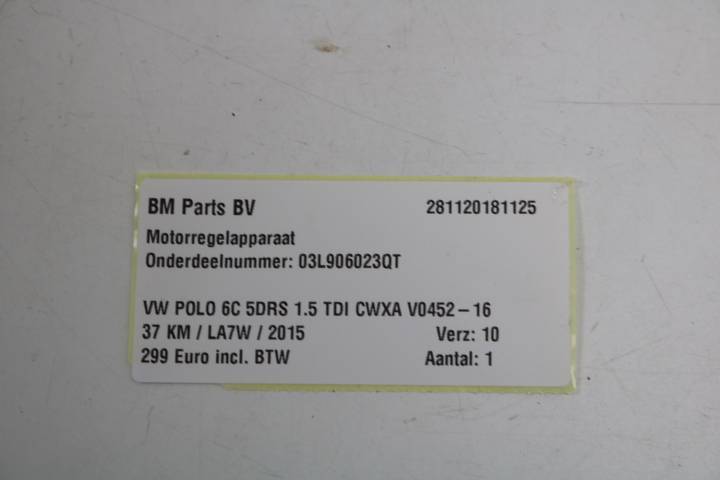 BM Parts BV 281120181125
Motorregelapparaat
Onderdeelnummer: 03L906023QT
VW POLO 6C 5DRS 1.5 TDI CWXA V0452-16
37 KM / LA7W / 2015 Verz: 10
299 Euro incl. BTW Aantal: 1